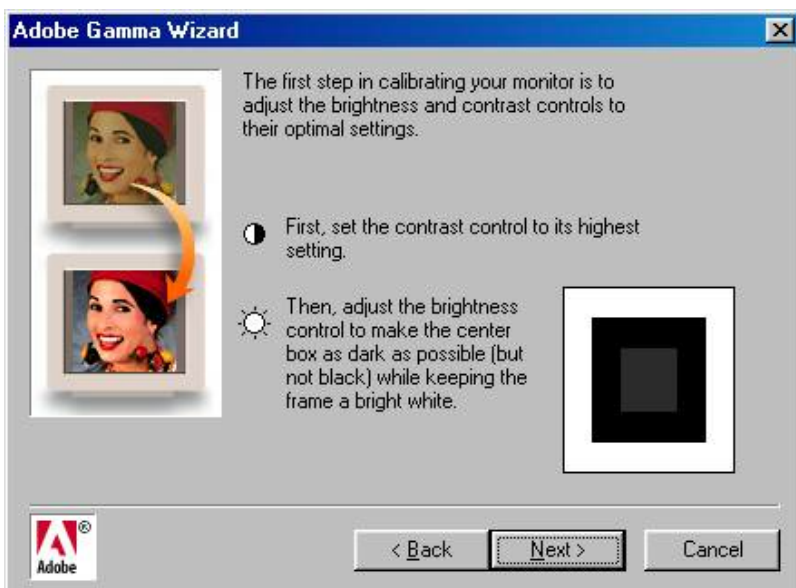 Adobe Gamma Wizard
The first step in calibrating your monitor is to
adjust the brightness and contrast controls to
their optimal settings.
First, set the contrast control to its highest
setting.
Then, adjust the brightness
control to make the center
box as dark as possible (but
not black) while keeping the
frame a bright white.
®
Adobe
< Back
Next >
Cancel